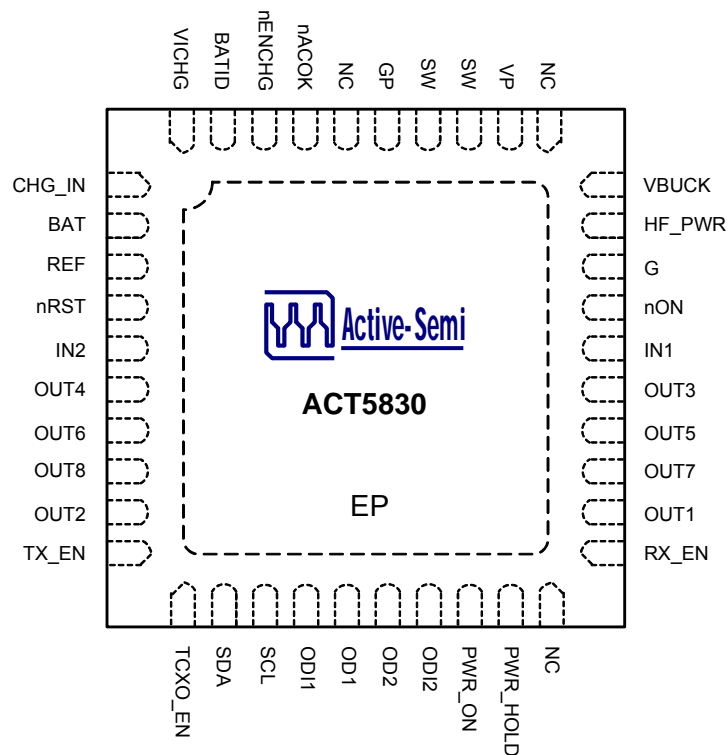 VICHG
BATID
nENCHG
nACOK
NC
GP
SW
SW
VP
NC
CHG_IN
BAT
REF
nRST
IN2
OUT4
OUT6
OUT8
OUT2
TX_EN
Active-Semi
ACT5830
EP
VBUCK
HF_PWR
G
nON
IN1
OUT3
OUT5
OUT7
OUT1
RX_EN
TCXO_EN
SDA
SCL
ODI1
OD1
OD2
ODI2
PWR_ON
PWR_HOLD
NC